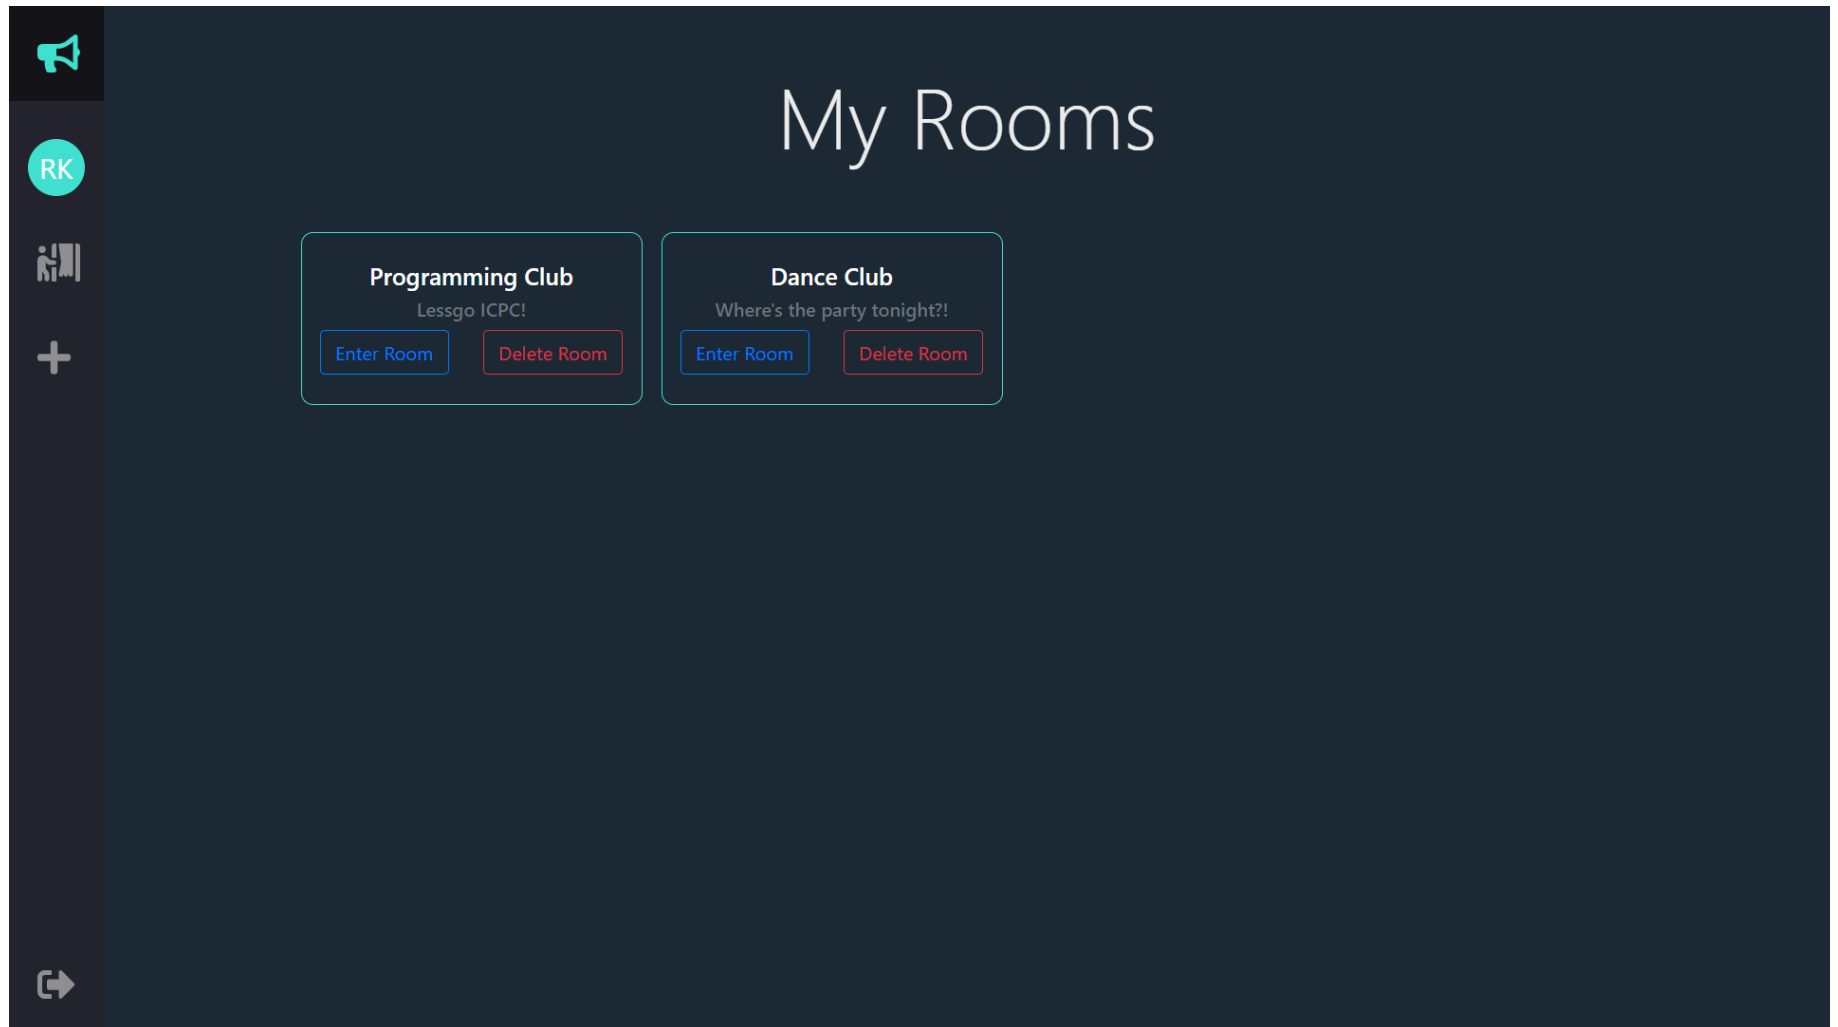 My Rooms
RK
Programming Club
Lessgo ICPC!
Enter Room Delete Room
Dance Club
Where's the party tonight?!
Enter Room Delete Room